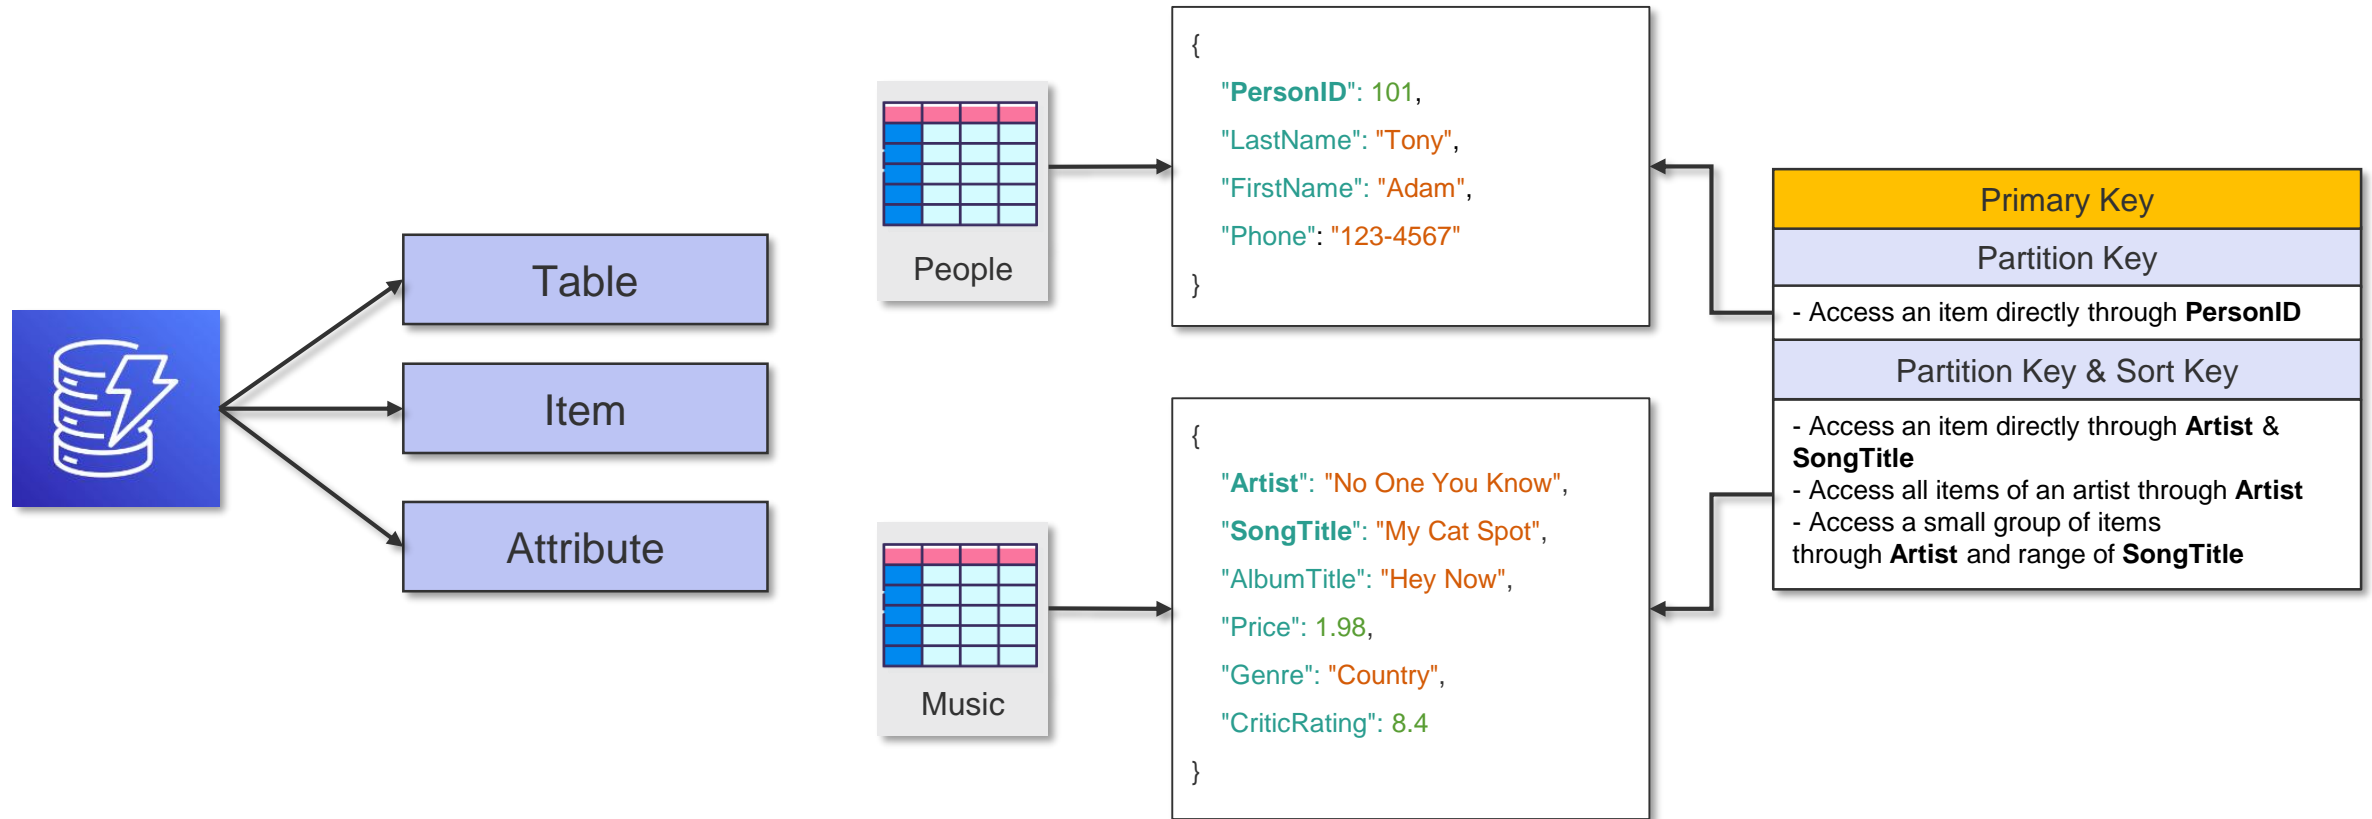 Table
Item
Attribute
People
{
"PersonID": 101,
"LastName": "Tony",
"FirstName": "Adam",
"Phone": "123-4567"
}
Music
{
"Artist": "No One You Know",
"SongTitle": "My Cat Spot",
"AlbumTitle": "Hey Now",
"Price": 1.98,
"Genre": "Country",
"CriticRating": 8.4
}
Primary Key
Partition Key
- Access an item directly through PersonID
Partition Key & Sort Key
- Access an item directly through Artist &
SongTitle
- Access all items of an artist through Artist
- Access a small group of items
through Artist and range of SongTitle